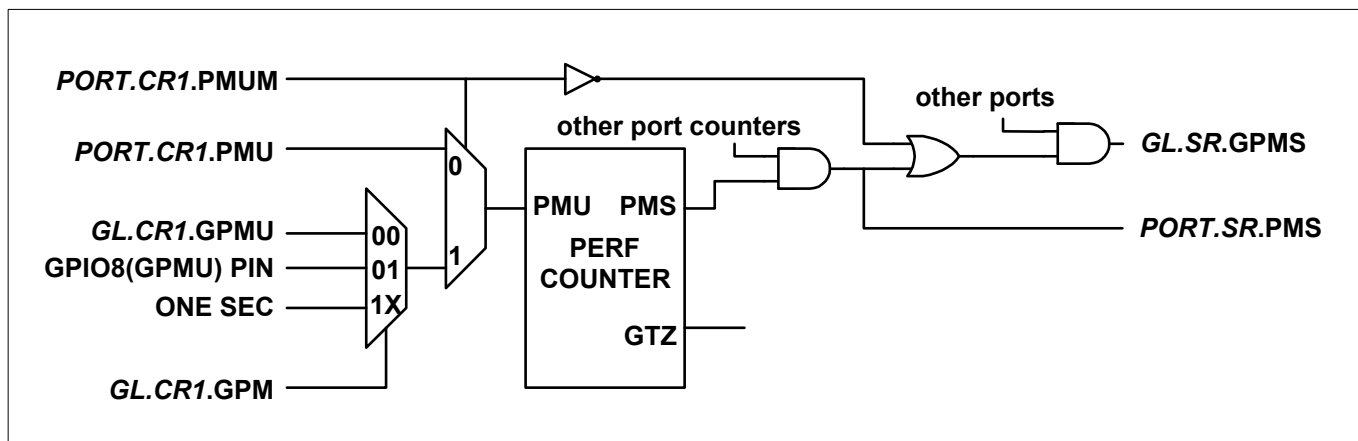 PORT.CR1.PMUM
PORT.CR1.PMU
GL.CR1.GPMU
GPIO8(GPMU) PIN
ONE SEC
GL.CR1.GPM
00
01
1X
0
1
other port counters
PMU PMS
PERF
COUNTER
GTZ
other ports
GL.SR.GPMS
PORT.SR.PMS